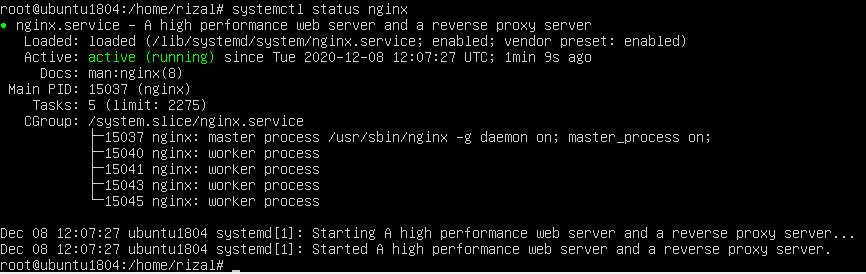 root@ubuntu1804:/home/rizal# systemctl status nginx
● nginx.service - A high performance web server and a reverse proxy server
Loaded: loaded (/lib/systemd/system/nginx.service; enabled; vendor preset: enabled)
Active: active (running) since Tue 2020-12-08 12:07:27 UTC; 1min 9s ago
Docs: man:nginx(8)
Main PID: 15037 (nginx)
Tasks: 5 (limit: 2275)
CGroup: /system.slice/nginx.service
├─15037 nginx: master process /usr/sbin/nginx -g daemon on; master_process on;
├─15040 nginx: worker process
├─15041 nginx: worker process
├─15043 nginx: worker process
└─15045 nginx: worker process
Dec 08 12:07:27 ubuntu1804 systemd[1]: Starting A high performance web server and a reverse proxy server...
Dec 08 12:07:27 ubuntu1804 systemd[1]: Started A high performance web server and a reverse proxy server.
root@ubuntu1804:/home/rizal# _